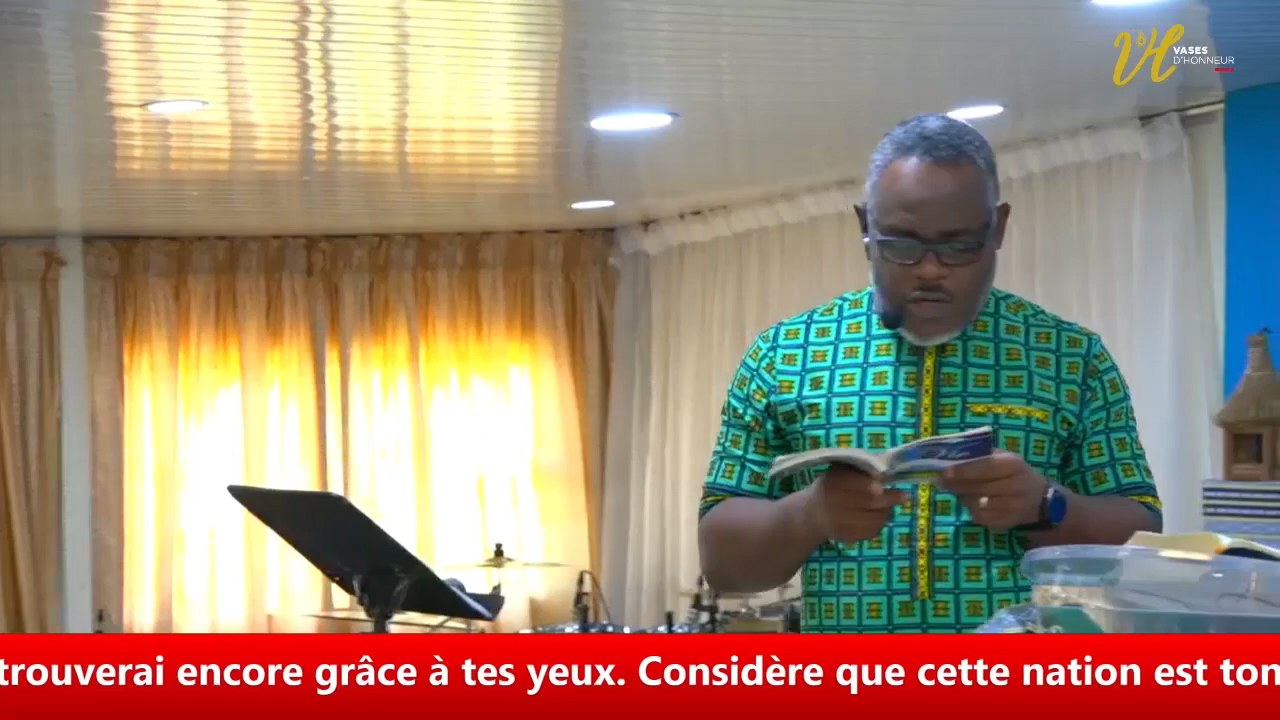 VASES
D'HONNEUR
trouverai encore grâce à tes yeux. Considère que cette nation est ton